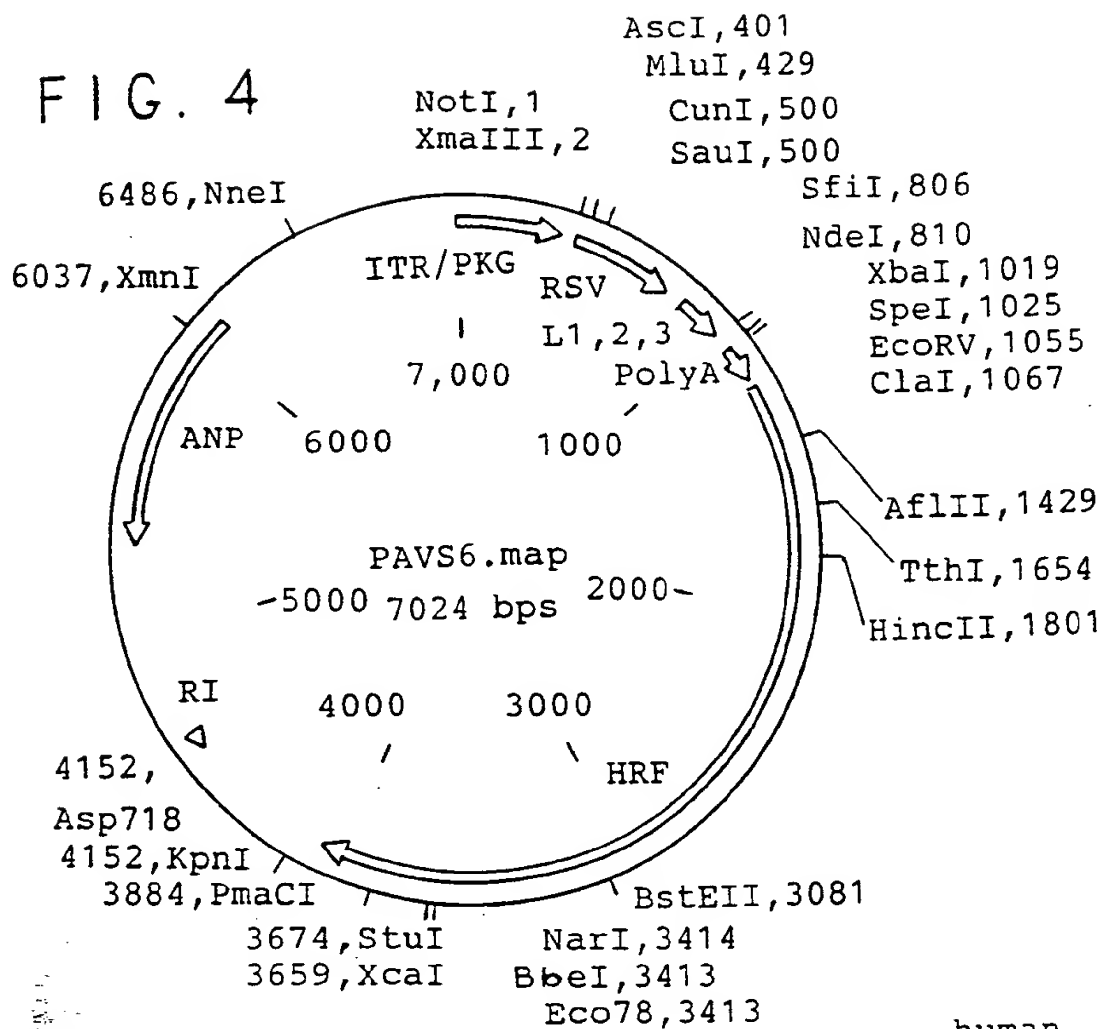 FIG. 4
AscI,401
MluI,429
NotI,1
CunI,500
XmaIII,2
SauI,500
6486,NneI
SfiI,806
NdeI,810
6037,XmnI
ITR/PKG
XbaI,1019
RSV
SpeI,1025
L1,2,3
EcoRV,1055
7,000
PolyA
ClaI,1067
ANP
6000
1000
AflII,1429
PAVS6.map
TthI,1654
5000
7024 bps
2000
HincII,1801
RI
4000
3000
4152,
HRF
Asp718
4152,KpnI
3884,PmaCI
BstEII,3081
3674,StuI
NarI,3414
3659,XcaI
BbeI,3413
Eco78,3413